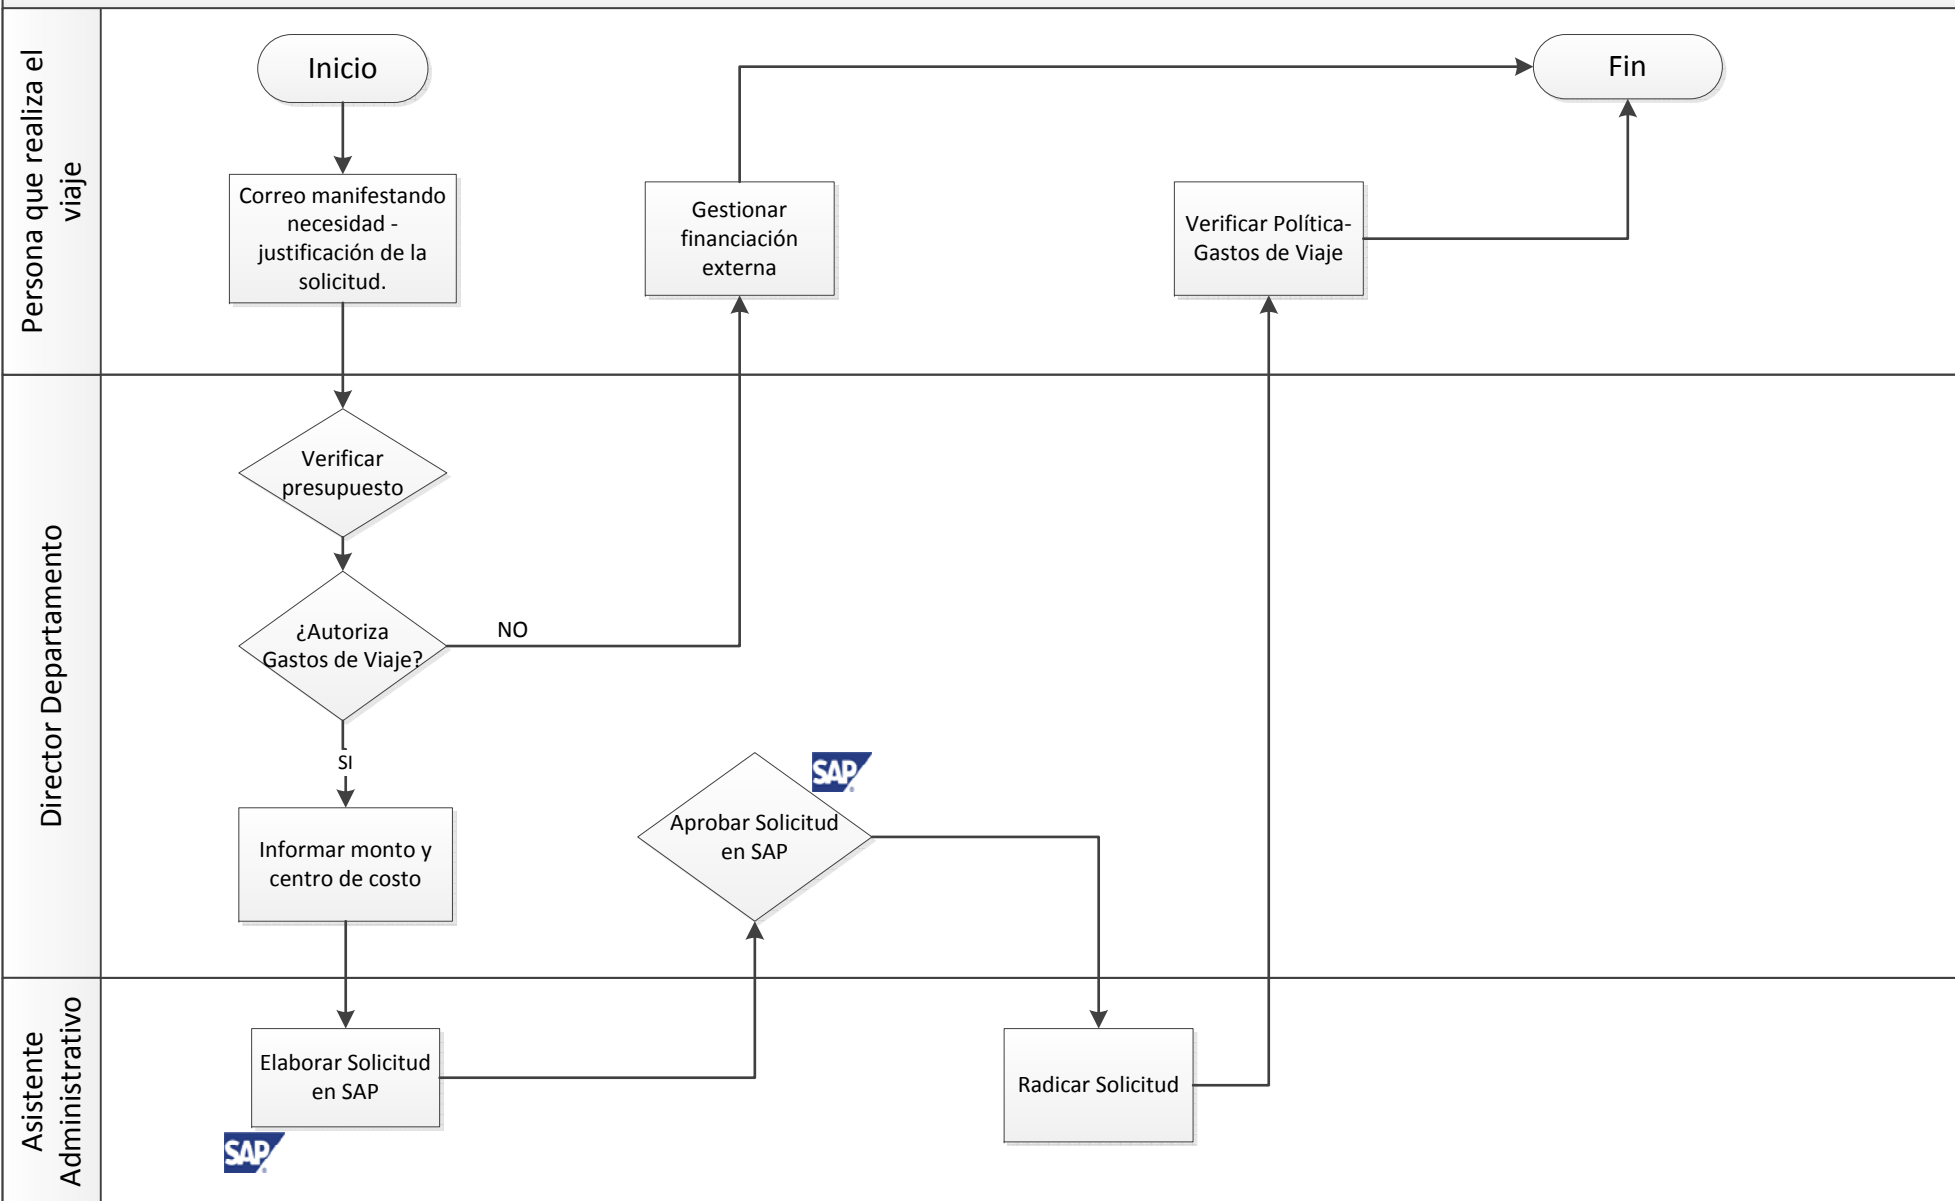 Persona que realiza el
viaje
Inicio
Fin
Correo manifestando
necesidad -
justificación de la
solicitud.
Gestionar
financiación
externa
Verificar Política-
Gastos de Viaje
Director Departamento
Verificar
presupuesto
¿Autoriza
Gastos de Viaje?
NO
SI
Informar monto y
centro de costo
Aprobar Solicitud
en SAP
SAP
Asistente
Administrativo
Elaborar Solicitud
en SAP
SAP
Radicar Solicitud